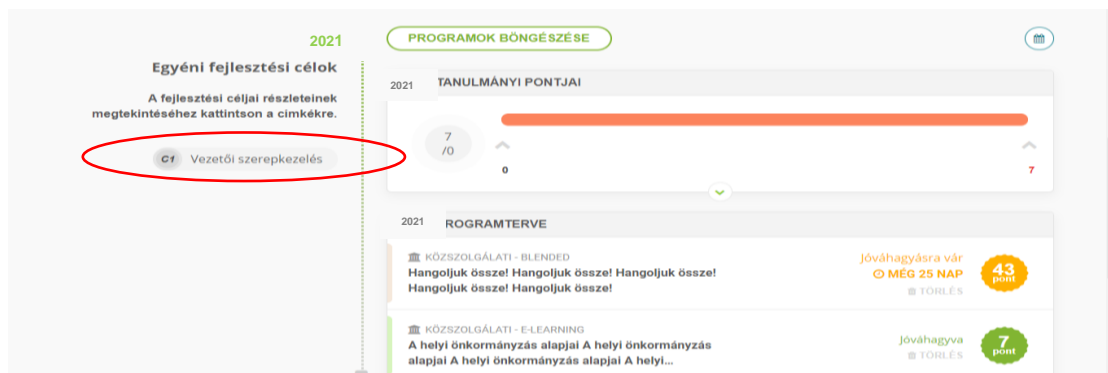 2021
Egyéni fejlesztési célok
A fejlesztési céljai részleteinek
megtekintéséhez kattintson a cimkékre.
C1 Vezetői szerepkezelés
PROGRAMOK BÖNGÉSZÉSE
2021 TANULMÁNYI PONTJAI
7
/0
0
7
2021 ROGRAMTERVE
KÖZSZOLGÁLATI - BLENDED
Hangoljuk össze! Hangoljuk össze! Hangoljuk össze!
Hangoljuk össze! Hangoljuk össze!
Jóváhagyásra vár
MÉG 25 NAP
TÖRLÉS
43
pont
KÖZSZOLGÁLATI - E-LEARNING
A helyi önkormányzás alapjai A helyi önkormányzás
alapjai A helyi önkormányzás alapjai A helyi...
Jóváhagyva
TÖRLÉS
7
pont